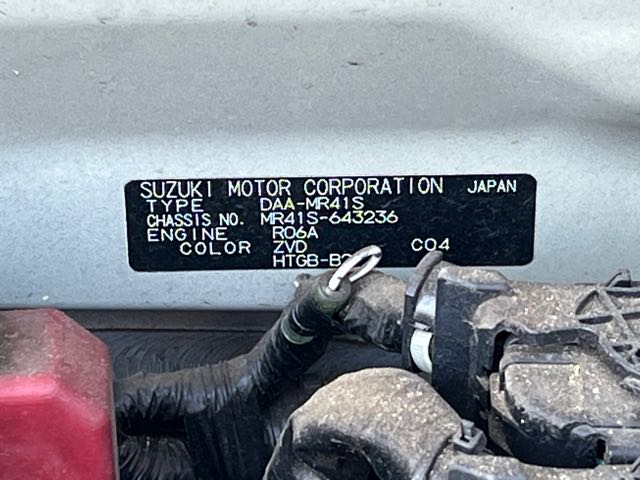 SUZUKI MOTOR CORPORATION JAPAN
TYPE DAA-MR41S
CHASSIS NO. MR41S-643236
ENGINE R06A
COLOR ZVD C04